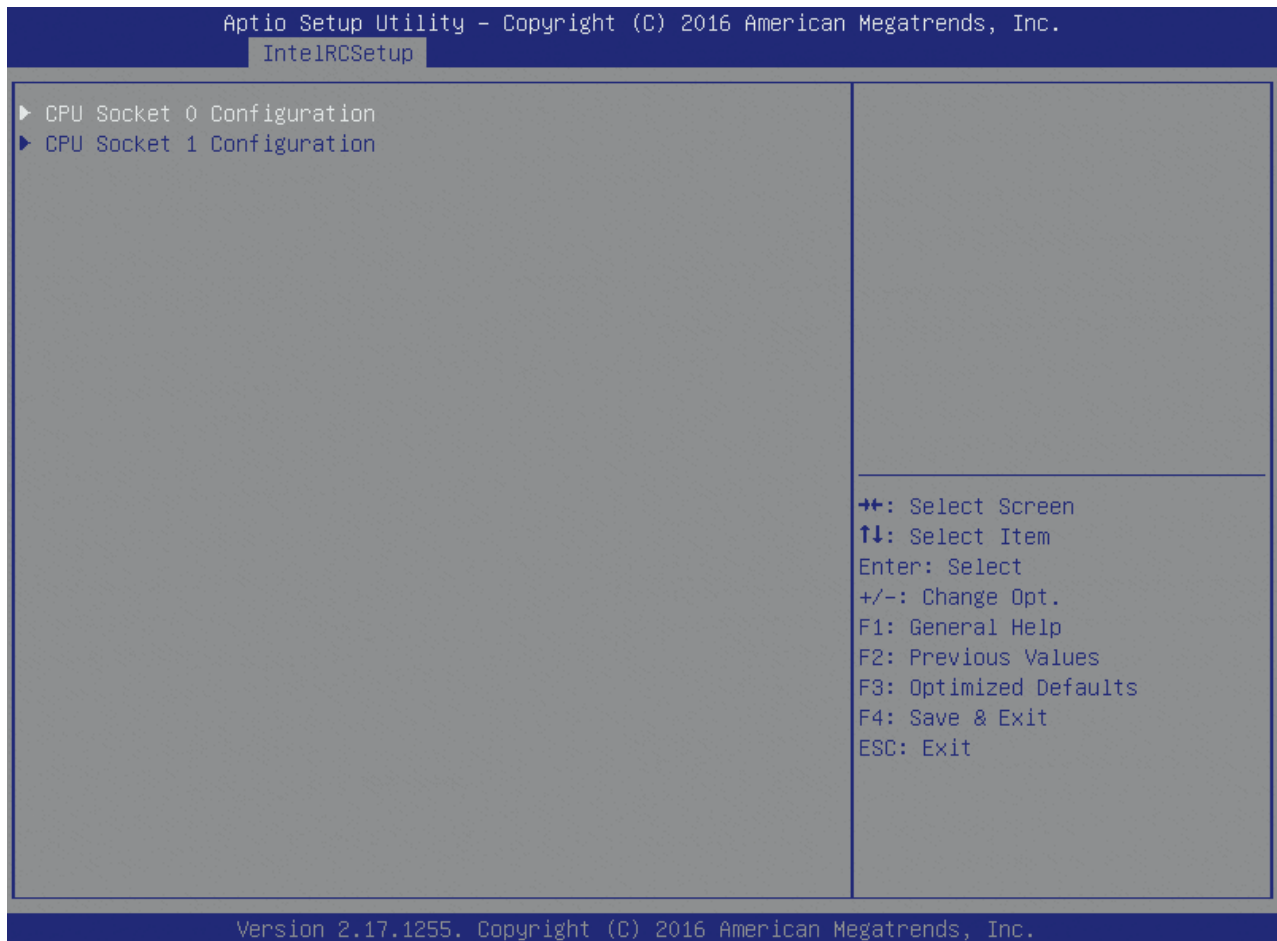 Aptio Setup Utility – Copyright (C) 2016 American Megatrends, Inc.
IntelRCSetup
▶ CPU Socket 0 Configuration
▶ CPU Socket 1 Configuration
→←: Select Screen
↑↓: Select Item
Enter: Select
+/-: Change Opt.
F1: General Help
F2: Previous Values
F3: Optimized Defaults
F4: Save & Exit
ESC: Exit
Version 2.17.1255. Copyright (C) 2016 American Megatrends, Inc.